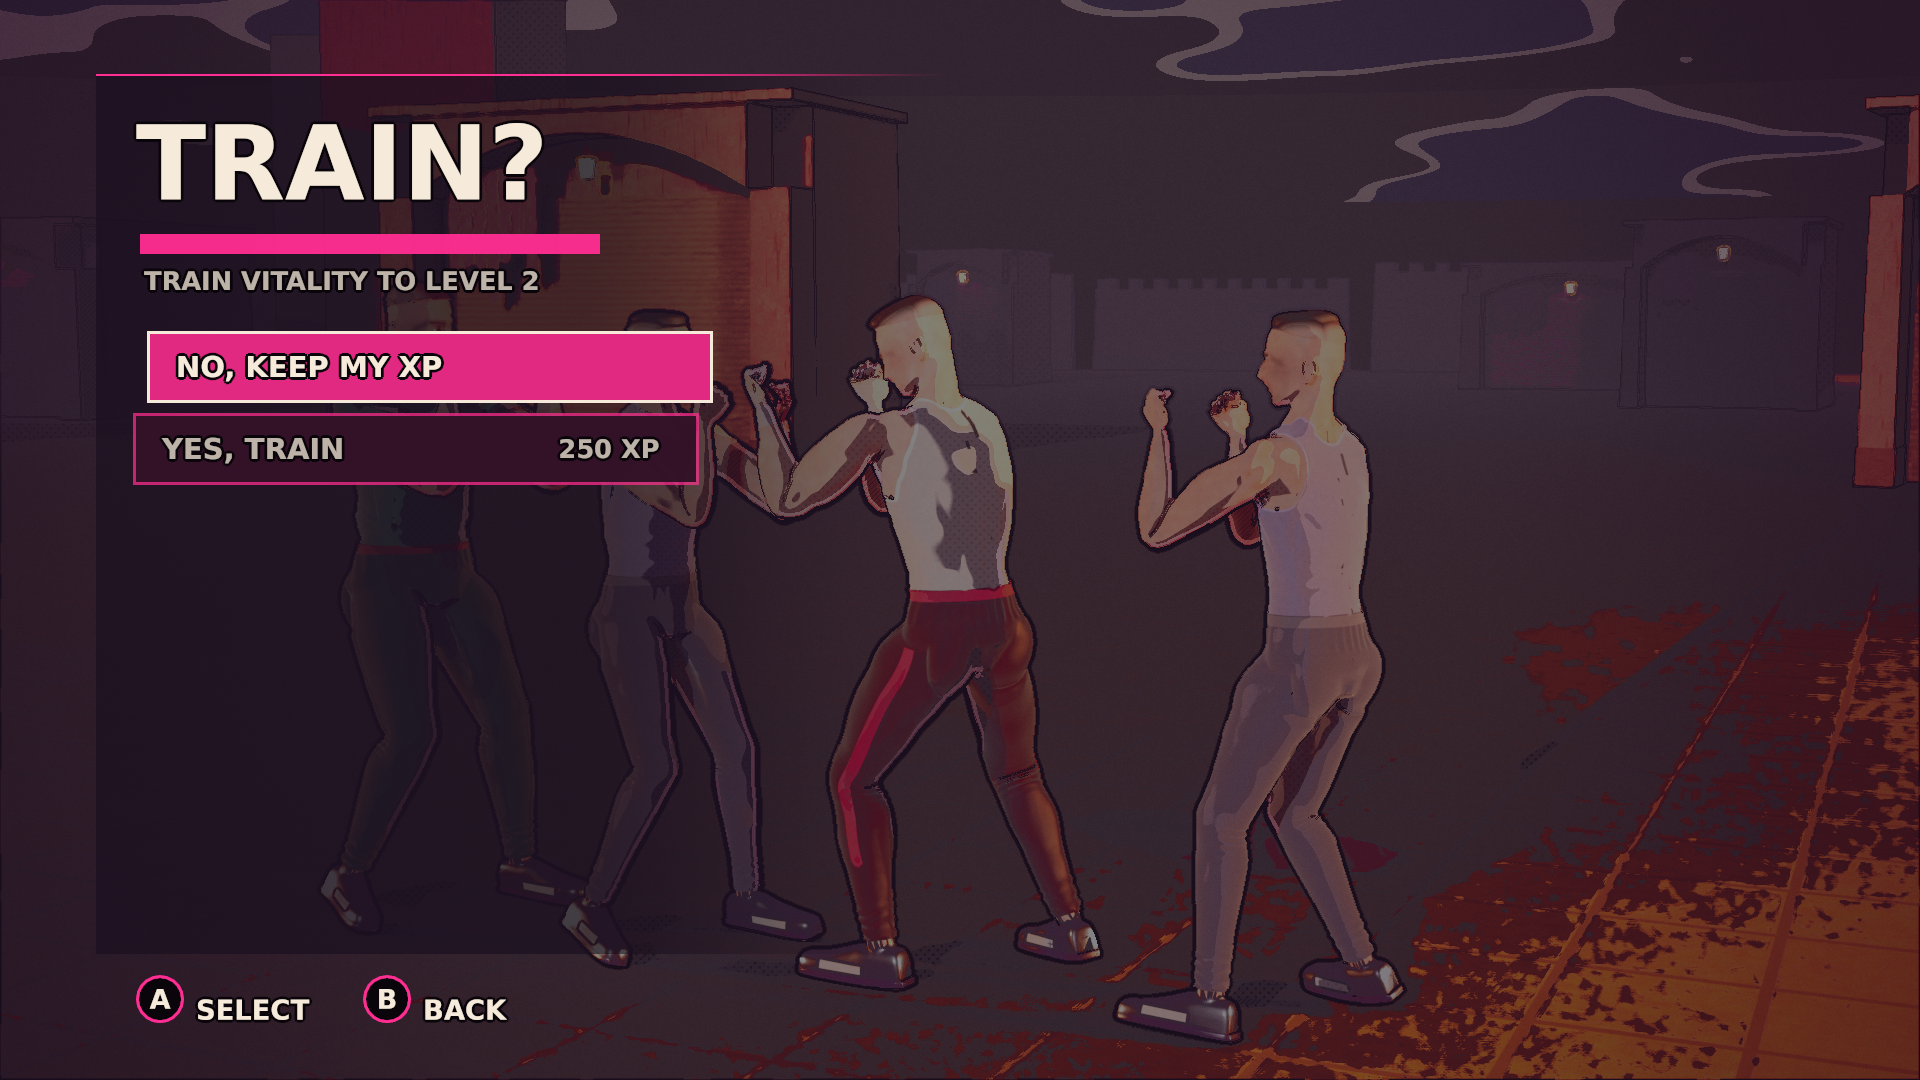 TRAIN?
TRAIN VITALITY TO LEVEL 2
NO, KEEP MY XP
YES, TRAIN 250 XP
A SELECT B BACK